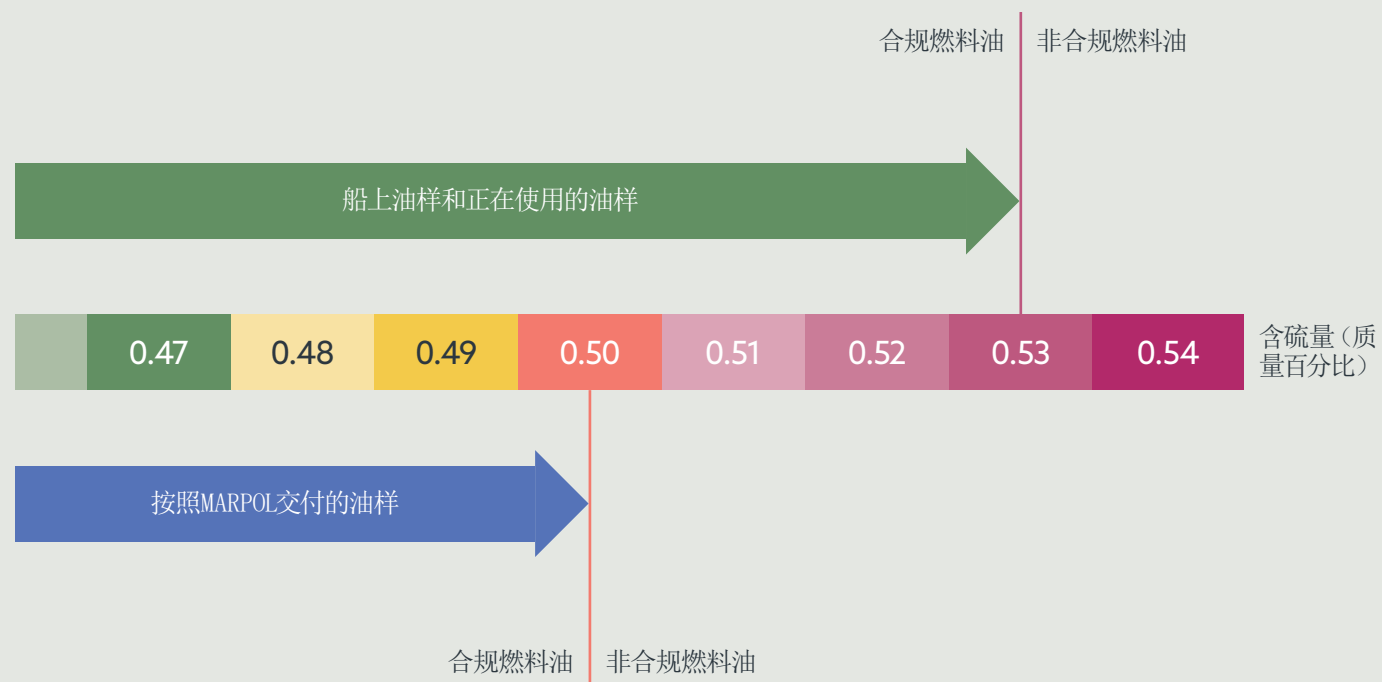 合规燃料油 非合规燃料油
船上油样和正在使用的油样
0.47 0.48 0.49 0.50 0.51 0.52 0.53 0.54
含硫量（质
量百分比）
按照MARPOL交付的油样
合规燃料油 非合规燃料油